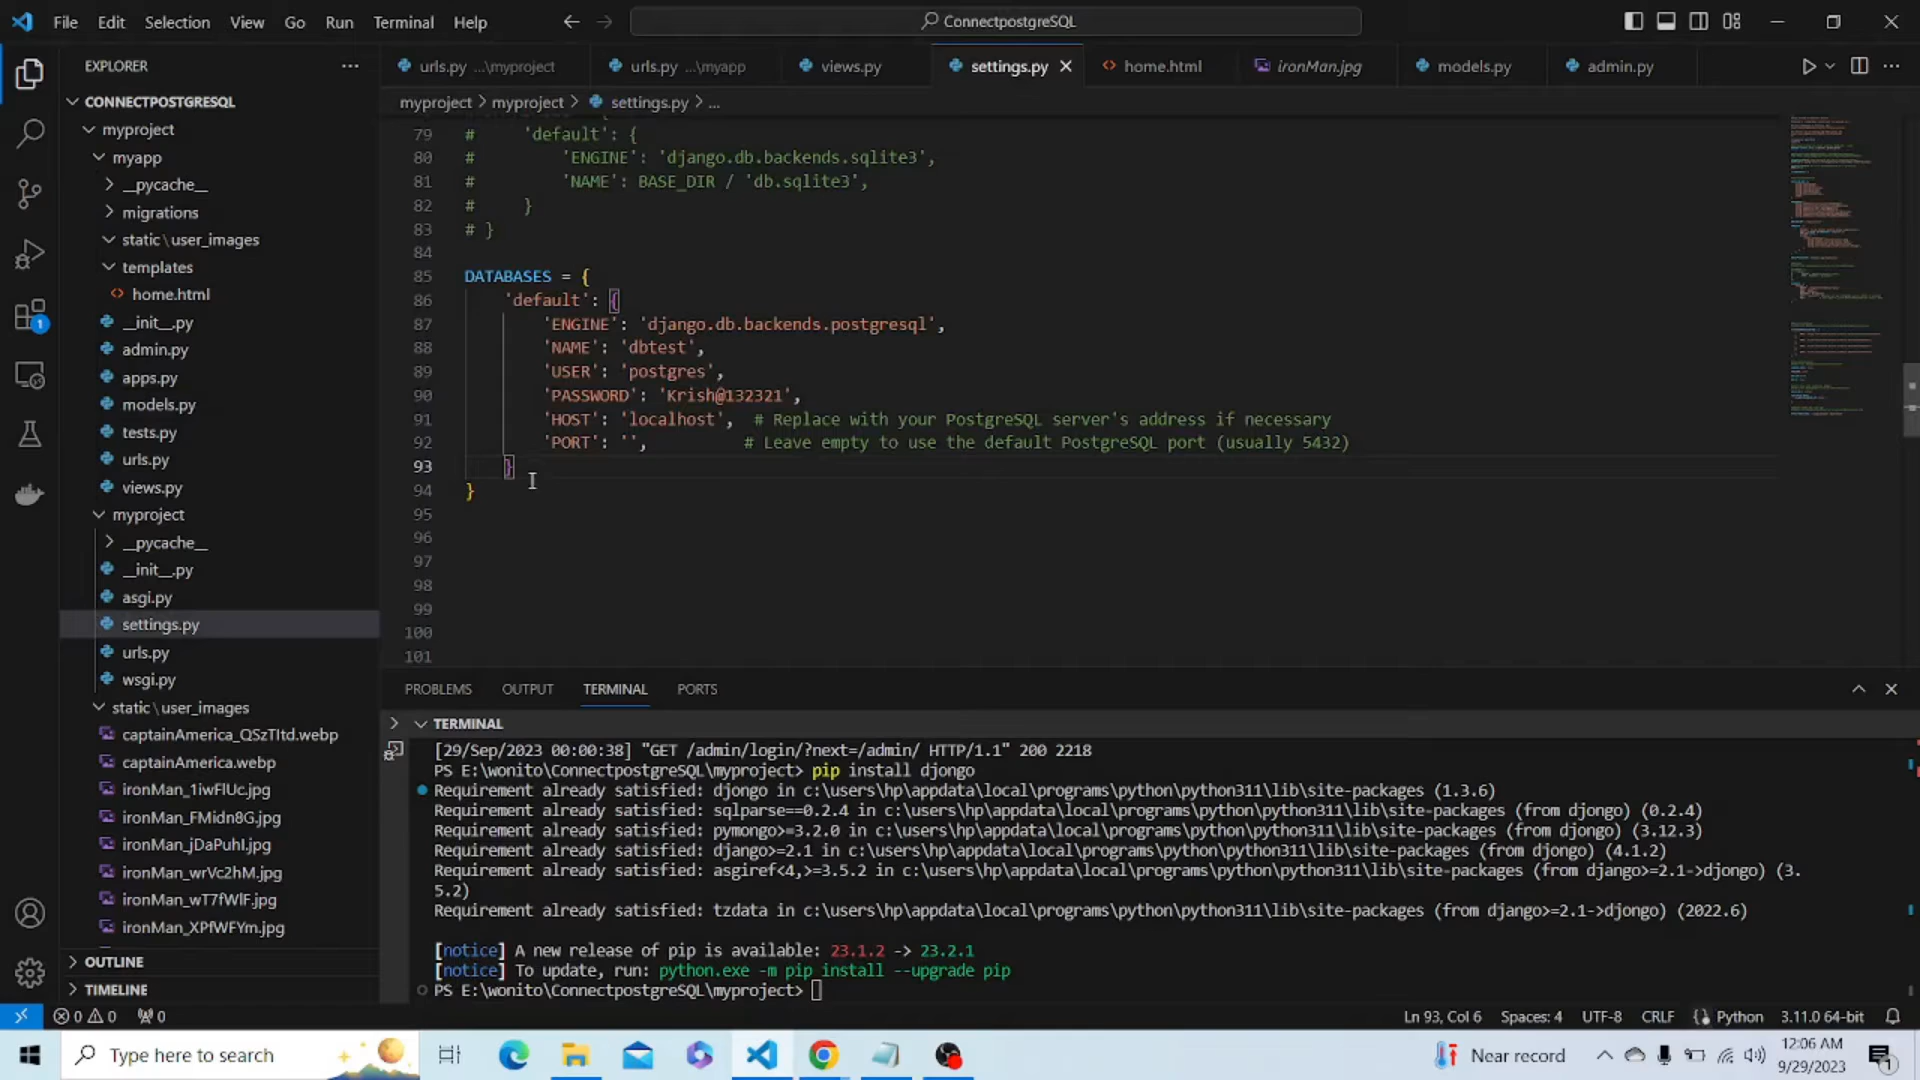 File Edit Selection View Go Run Terminal Help
ConnectpostgreSQL
EXPLORER
urls.py ...\myproject
urls.py ...\myapp
views.py
settings.py
home.html
ironMan.jpg
models.py
admin.py
myproject > myproject > settings.py > ...
CONNECTPOSTGRESQL
myproject
myapp
__pycache__
migrations
static\user_images
templates
home.html
__init__.py
admin.py
apps.py
models.py
tests.py
urls.py
views.py
myproject
__pycache__
__init__.py
asgi.py
settings.py
urls.py
wsgi.py
static\user_images
captainAmerica_QSzTItd.webp
captainAmerica.webp
ironMan_1iwFlUc.jpg
ironMan_FMidn8G.jpg
ironMan_jDaPuhI.jpg
ironMan_wrVc2hM.jpg
ironMan_wT7fWlF.jpg
ironMan_XPfWFYm.jpg
OUTLINE
TIMELINE
1
79 # 'default': {
80 # 'ENGINE': 'django.db.backends.sqlite3',
81 # 'NAME': BASE_DIR / 'db.sqlite3',
82 # }
83 # }
84
85 DATABASES = {
86 'default': {
87 'ENGINE': 'django.db.backends.postgresql',
88 'NAME': 'dbtest',
89 'USER': 'postgres',
90 'PASSWORD': 'Krish@132321',
91 'HOST': 'localhost', # Replace with your PostgreSQL server's address if necessary
92 'PORT': '', # Leave empty to use the default PostgreSQL port (usually 5432)
93 }
94 }
95
96
97
98
99
100
101
PROBLEMS OUTPUT TERMINAL PORTS
TERMINAL
[29/Sep/2023 00:00:38] "GET /admin/login/?next=/admin/ HTTP/1.1" 200 2218
PS E:\wonito\ConnectpostgreSQL\myproject> pip install djongo
Requirement already satisfied: djongo in c:\users\hp\appdata\local\programs\python\python311\lib\site-packages (1.3.6)
Requirement already satisfied: sqlparse==0.2.4 in c:\users\hp\appdata\local\programs\python\python311\lib\site-packages (from djongo) (0.2.4)
Requirement already satisfied: pymongo>=3.2.0 in c:\users\hp\appdata\local\programs\python\python311\lib\site-packages (from djongo) (3.12.3)
Requirement already satisfied: django>=2.1 in c:\users\hp\appdata\local\programs\python\python311\lib\site-packages (from djongo) (4.1.2)
Requirement already satisfied: asgiref<4,>=3.5.2 in c:\users\hp\appdata\local\programs\python\python311\lib\site-packages (from django>=2.1->djongo) (3.
5.2)
Requirement already satisfied: tzdata in c:\users\hp\appdata\local\programs\python\python311\lib\site-packages (from django>=2.1->djongo) (2022.6)
[notice] A new release of pip is available: 23.1.2 -> 23.2.1
[notice] To update, run: python.exe -m pip install --upgrade pip
PS E:\wonito\ConnectpostgreSQL\myproject>
0 0 0 Ln 93, Col 6 Spaces: 4 UTF-8 CRLF Python 3.11.0 64-bit
Type here to search
Near record
12:06 AM
9/29/2023
1